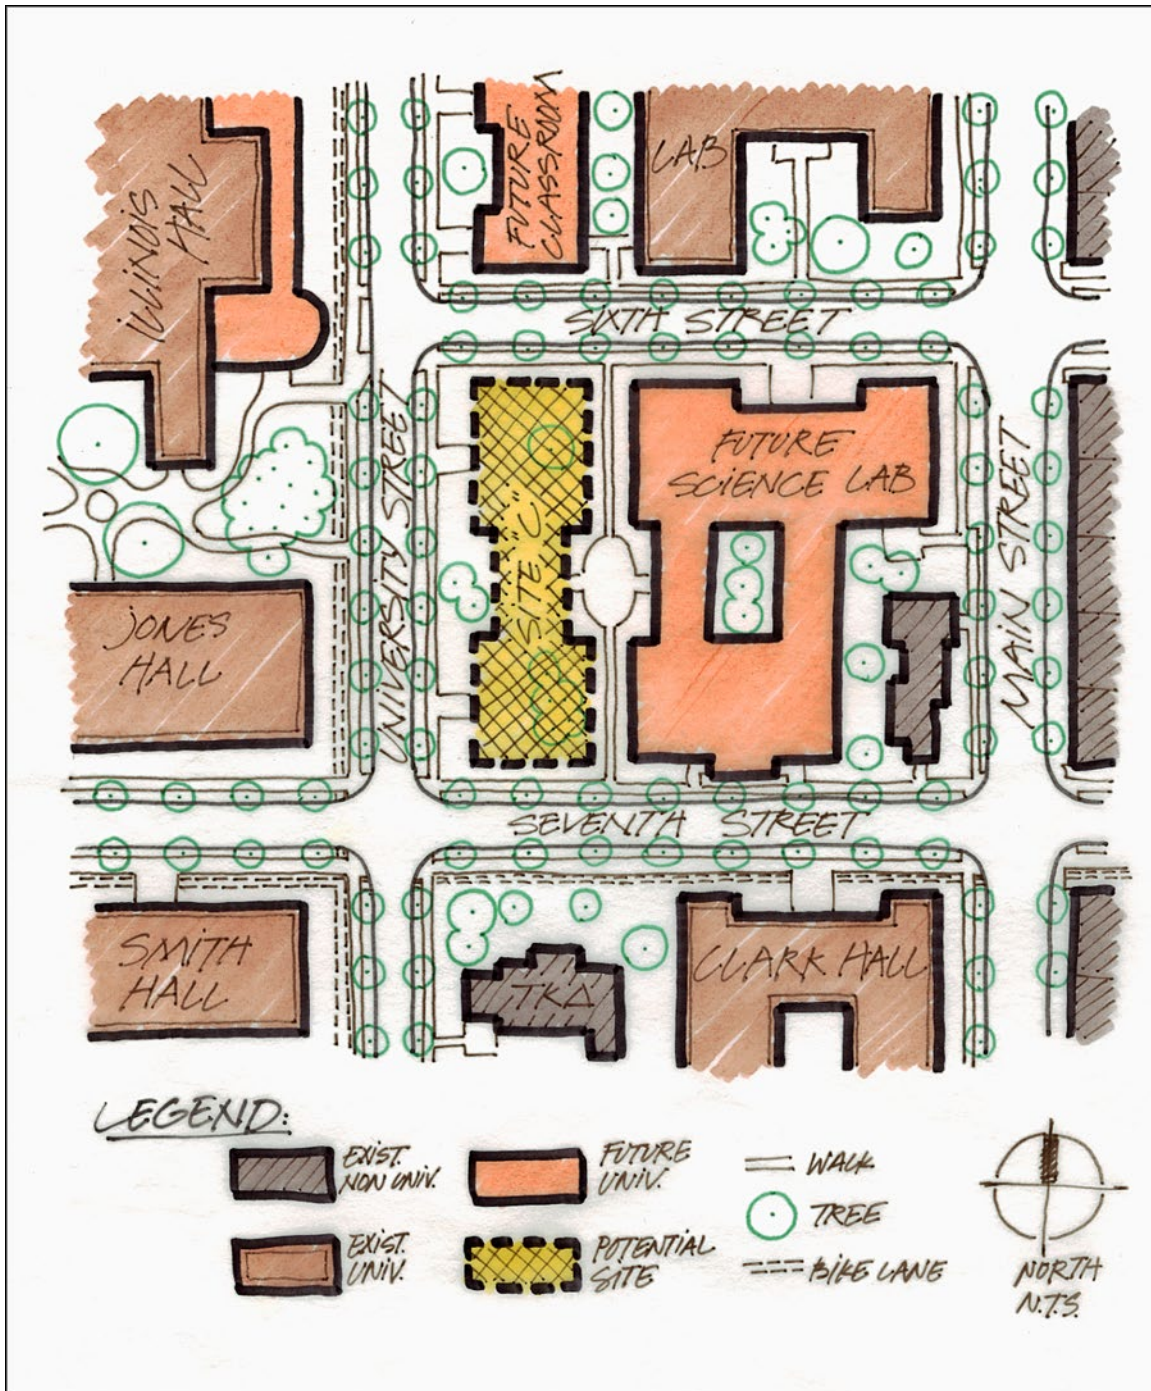 ILLINOIS
HALL
FUTURE
CLASSROOM
LAB
SIXTH STREET
UNIVERSITY STREET
SITE "C"
FUTURE
SCIENCE LAB
MAIN STREET
JONES
HALL
SEVENTH STREET
SMITH
HALL
TKΔ
CLARK HALL
LEGEND:
EXIST.
NON UNIV.
FUTURE
UNIV.
WALK
TREE
EXIST.
UNIV.
POTENTIAL
SITE
BIKE LANE
NORTH
N.T.S.